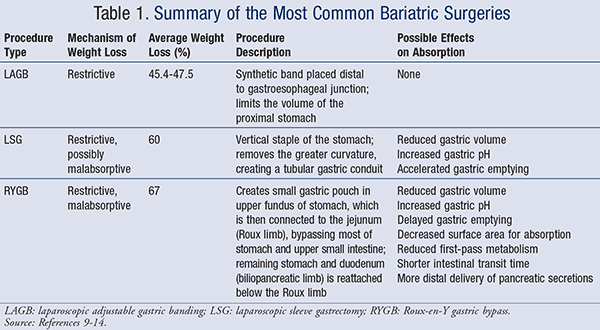 Table 1. Summary of the Most Common Bariatric Surgeries
Procedure Mechanism of Average Weight Procedure Possible Effects
Type Weight Loss Loss (%) Description on Absorption
LAGB Restrictive 45.4-47.5 Synthetic band placed distal None
to gastroesophageal junction;
limits the volume of the
proximal stomach
LSG Restrictive, 60 Vertical staple of the stomach; Reduced gastric volume
possibly removes the greater curvature, Increased gastric pH
malabsorptive creating a tubular gastric conduit Accelerated gastric emptying
RYGB Restrictive, 67 Creates small gastric pouch in Reduced gastric volume
malabsorptive upper fundus of stomach, which Increased gastric pH
is then connected to the jejunum Delayed gastric emptying
(Roux limb), bypassing most of Decreased surface area for absorption
stomach and upper small intestine; Reduced first-pass metabolism
remaining stomach and duodenum Shorter intestinal transit time
(biliopancreatic limb) is reattached More distal delivery of pancreatic secretions
below the Roux limb
LAGB: laparoscopic adjustable gastric banding; LSG: laparoscopic sleeve gastrectomy; RYGB: Roux-en-Y gastric bypass.
Source: References 9-14.